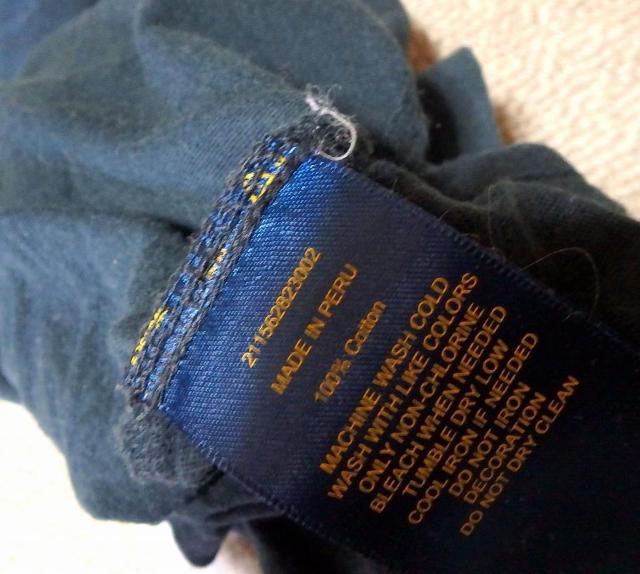 211562823002
MADE IN PERU
100% Cotton
MACHINE WASH COLD
WASH WITH LIKE COLORS
ONLY NON-CHLORINE
BLEACH WHEN NEEDED
TUMBLE DRY LOW
COOL IRON IF NEEDED
DO NOT IRON
DECORATION
DO NOT DRY CLEAN